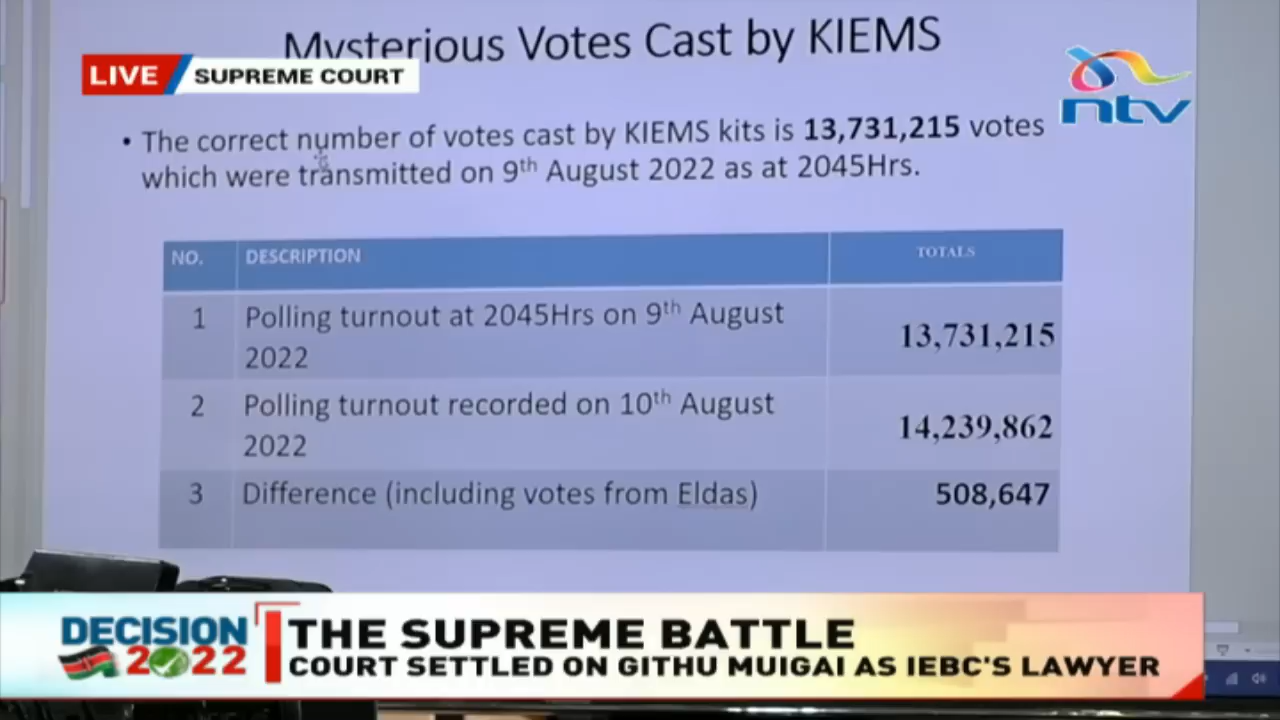 Mysterious Votes Cast by KIEMS
LIVE
SUPREME COURT
ntv
• The correct number of votes cast by KIEMS kits is 13,731,215 votes
which were transmitted on 9th August 2022 as at 2045Hrs.
NO. DESCRIPTION TOTALS
1 Polling turnout at 2045Hrs on 9th August
2022
13,731,215
2 Polling turnout recorded on 10th August
2022
14,239,862
3 Difference (including votes from Eldas) 508,647
DECISION
2022
THE SUPREME BATTLE
COURT SETTLED ON GITHU MUIGAI AS IEBC'S LAWYER